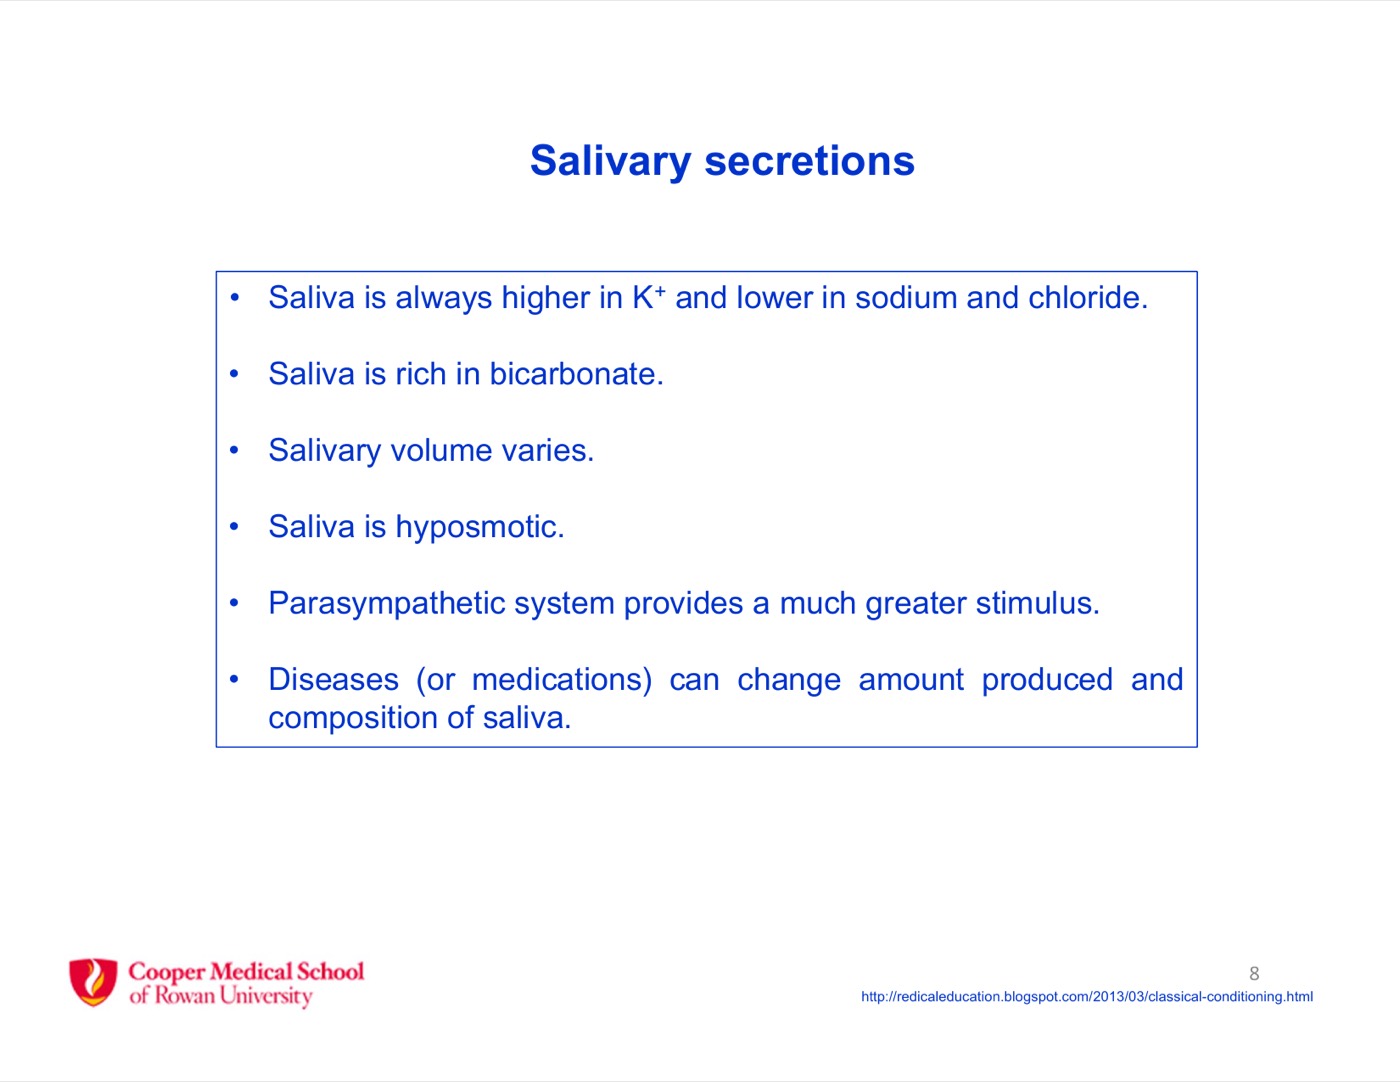 Salivary secretions
• Saliva is always higher in K⁺ and lower in sodium and chloride.
• Saliva is rich in bicarbonate.
• Salivary volume varies.
• Saliva is hyposmotic.
• Parasympathetic system provides a much greater stimulus.
• Diseases (or medications) can change amount produced and
composition of saliva.
Cooper Medical School
of Rowan University
8
http://redicaleducation.blogspot.com/2013/03/classical-conditioning.html